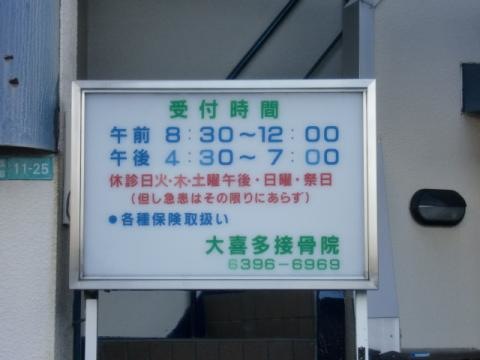 受付時間
午前 8:30～12:00
午後 4:30～7:00
休診日火・木・土曜午後・日曜・祭日
(但し急患はその限りにあらず)
●各種保険取扱い
大喜多接骨院
6396-6969
11-25